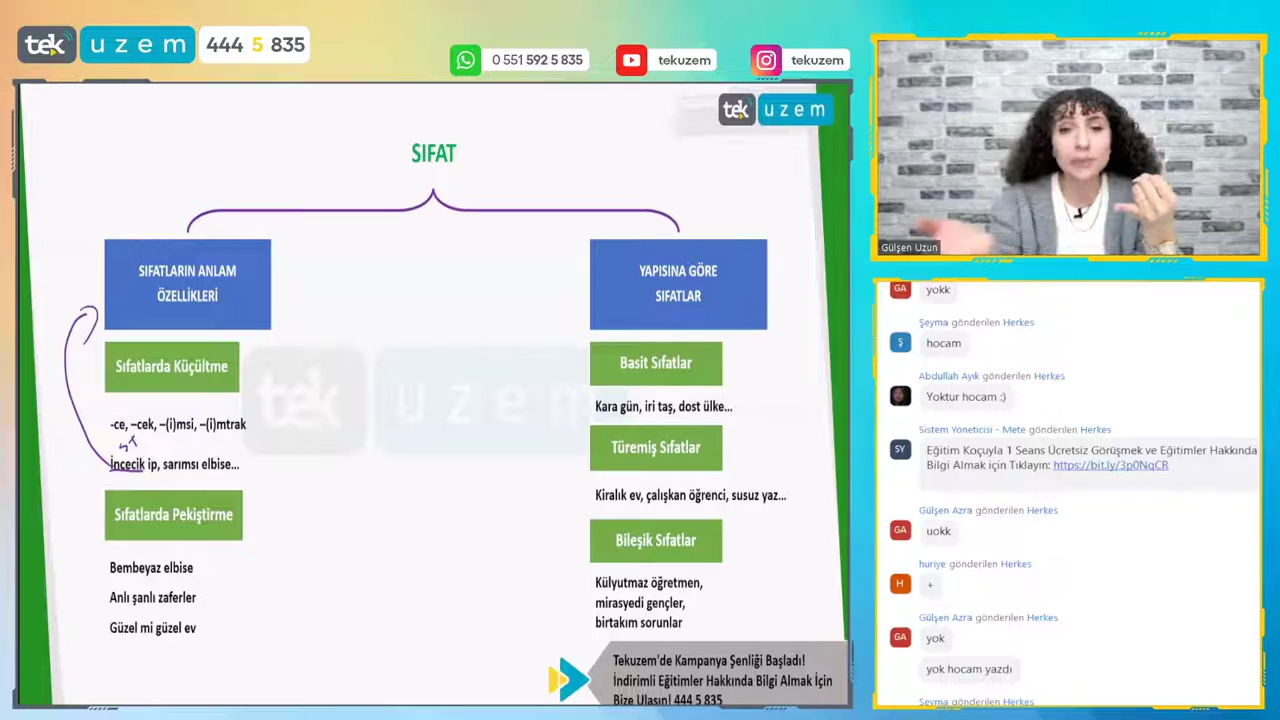 tek uzem 444 5 835
0 551 592 5 835
tekuzem
tekuzem
tek uzem
SIFAT
SIFATLARIN ANLAM
ÖZELLİKLERİ
Sıfatlarda Küçültme
-ce, –cek, –(i)msi, –(i)mtrak
ST
İncecik ip, sarımsı elbise...
Sıfatlarda Pekiştirme
Bembeyaz elbise
Anlı şanlı zaferler
Güzel mi güzel ev
YAPISINA GÖRE
SIFATLAR
Basit Sıfatlar
Kara gün, iri taş, dost ülke...
Türemiş Sıfatlar
Kiralık ev, çalışkan öğrenci, susuz yaz...
Bileşik Sıfatlar
Külyutmaz öğretmen,
mirasyedi gençler,
birtakım sorunlar
tek uzem
Tekuzem'de Kampanya Şenliği Başladı!
İndirimli Eğitimler Hakkında Bilgi Almak İçin
Bize Ulaşın! 444 5 835
Gülşen Uzun
GA
yokk
Şeyma gönderilen Herkes
Ş
hocam
Abdullah Ayık gönderilen Herkes
Yoktur hocam :)
Sistem Yöneticisi - Mete gönderilen Herkes
SY
Eğitim Koçuyla 1 Seans Ücretsiz Görüşmek ve Eğitimler Hakkında
Bilgi Almak için Tıklayın: https://bit.ly/3p0NqCR
Gülşen Azra gönderilen Herkes
GA
uokk
huriye gönderilen Herkes
H
+
Gülşen Azra gönderilen Herkes
GA
yok
yok hocam yazdı
Şeyma gönderilen Herkes